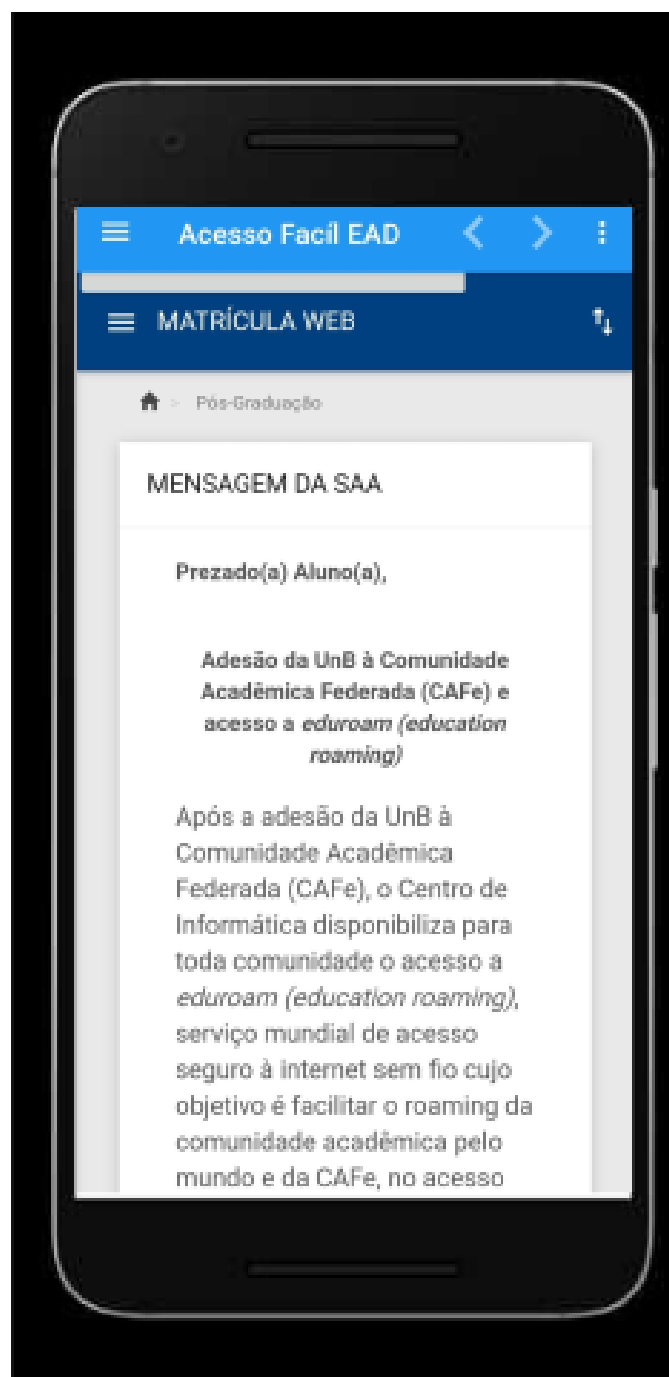 Acesso Facil EAD
MATRÍCULA WEB
> Pós-Graduação
MENSAGEM DA SAA
Prezado(a) Aluno(a),
Adesão da UnB à Comunidade
Acadêmica Federada (CAFe) e
acesso a eduroam (education
roaming)
Após a adesão da UnB à
Comunidade Acadêmica
Federada (CAFe), o Centro de
Informática disponibiliza para
toda comunidade o acesso a
eduroam (education roaming),
serviço mundial de acesso
seguro à internet sem fio cujo
objetivo é facilitar o roaming da
comunidade acadêmica pelo
mundo e da CAFe, no acesso